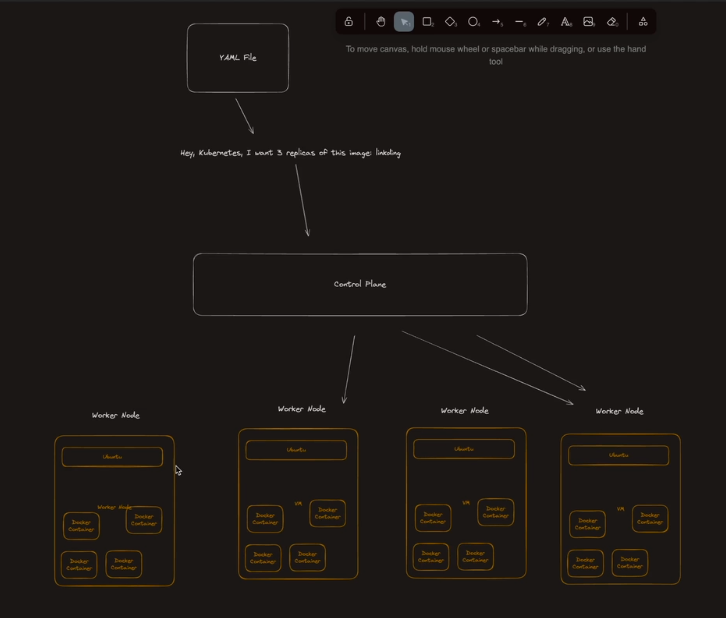 To move canvas, hold mouse wheel or spacebar while dragging, or use the hand
tool
YAML File
Hey, Kubernetes, I want 3 replicas of this image: linkding
Control Plane
Worker Node
Worker Node
Worker Node
Worker Node
Ubuntu
Worker Node
Docker
Container
Docker
Container
Docker
Container
Docker
Container
Ubuntu
VM
Docker
Container
Docker
Container
Docker
Container
Docker
Container
Ubuntu
VM
Docker
Container
Docker
Container
Docker
Container
Docker
Container
Ubuntu
VM
Docker
Container
Docker
Container
Docker
Container
Docker
Container